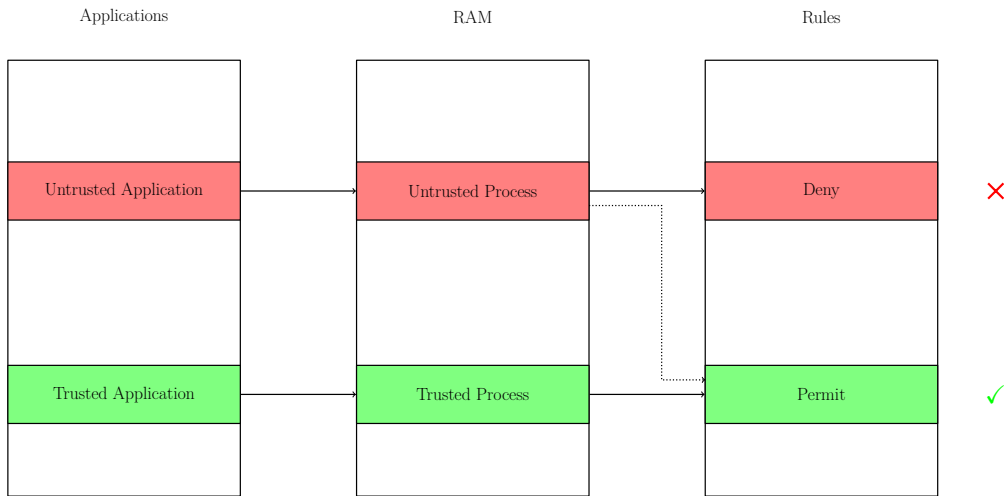 Applications
RAM
Rules
Untrusted Application
Untrusted Process
Deny
Trusted Application
Trusted Process
Permit